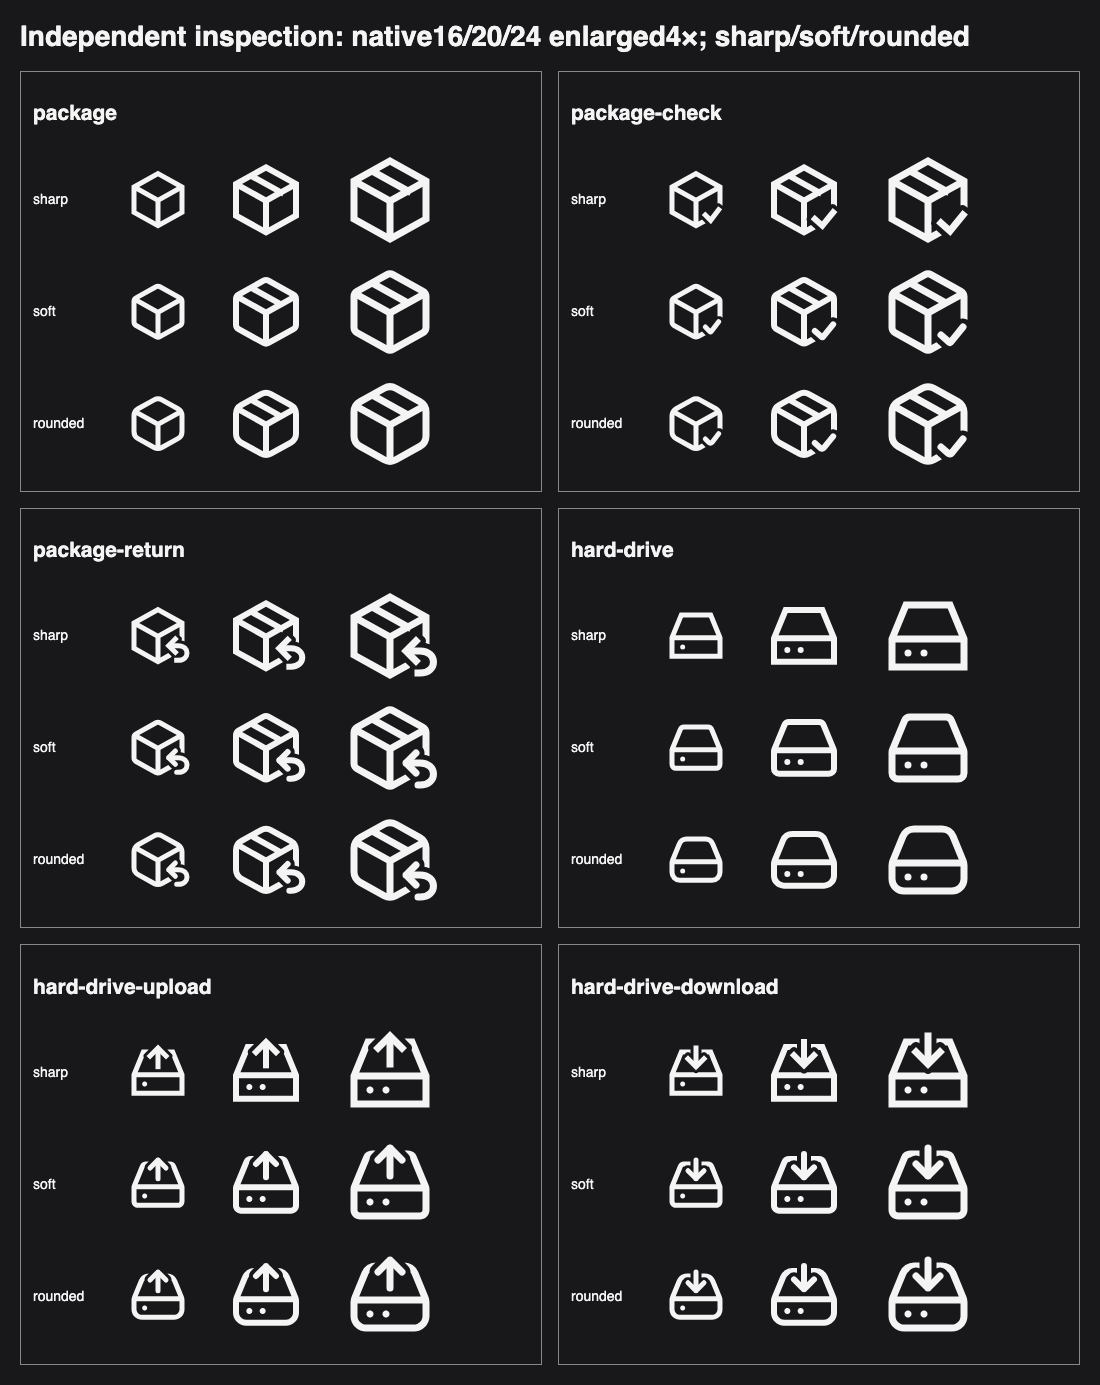 Independent inspection: native16/20/24 enlarged4×; sharp/soft/rounded
package
sharp
soft
rounded
package-check
sharp
soft
rounded
package-return
sharp
soft
rounded
hard-drive
sharp
soft
rounded
hard-drive-upload
sharp
soft
rounded
hard-drive-download
sharp
soft
rounded